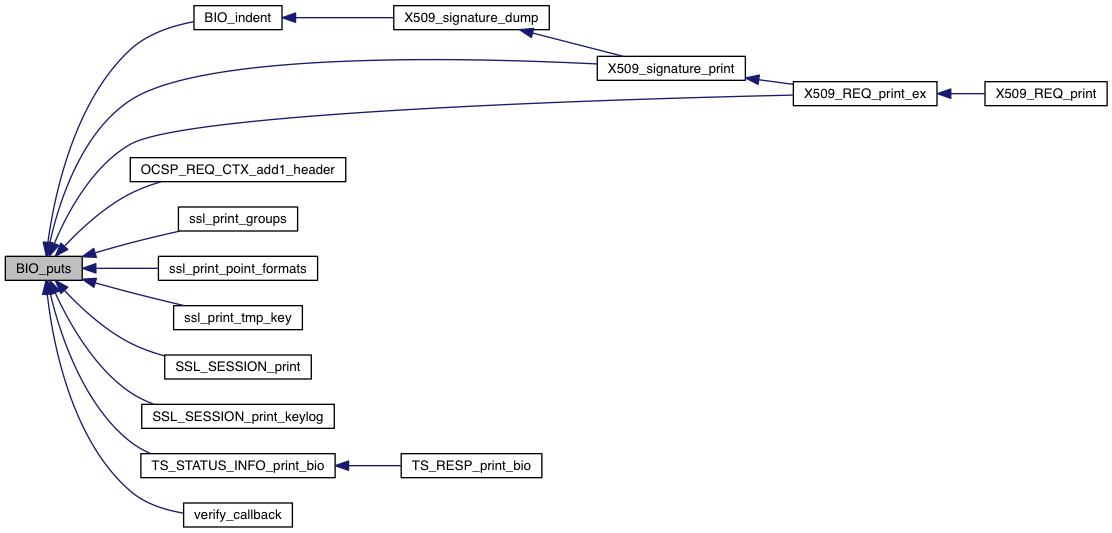 BIO_indent
X509_signature_dump
X509_signature_print
X509_REQ_print_ex
X509_REQ_print
OCSP_REQ_CTX_add1_header
ssl_print_groups
BIO_puts
ssl_print_point_formats
ssl_print_tmp_key
SSL_SESSION_print
SSL_SESSION_print_keylog
TS_STATUS_INFO_print_bio
TS_RESP_print_bio
verify_callback